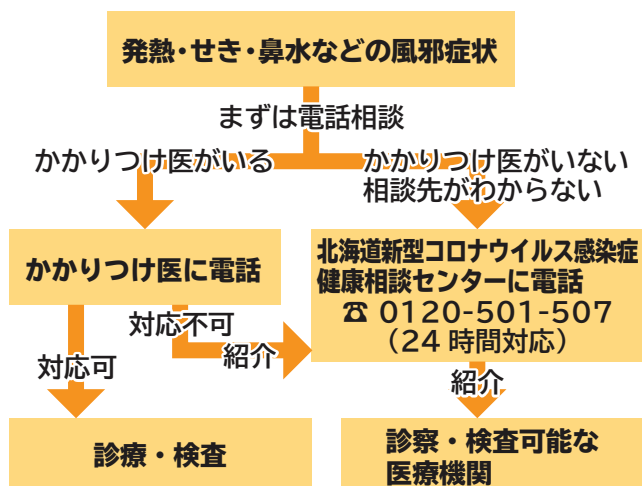 発熱・せき・鼻水などの風邪症状
まずは電話相談
かかりつけ医がいる
かかりつけ医がいない
相談先がわからない
かかりつけ医に電話
北海道新型コロナウイルス感染症
健康相談センターに電話
☎ 0120-501-507
（24 時間対応）
対応不可
紹介
対応可
紹介
診療・検査
診察・検査可能な
医療機関